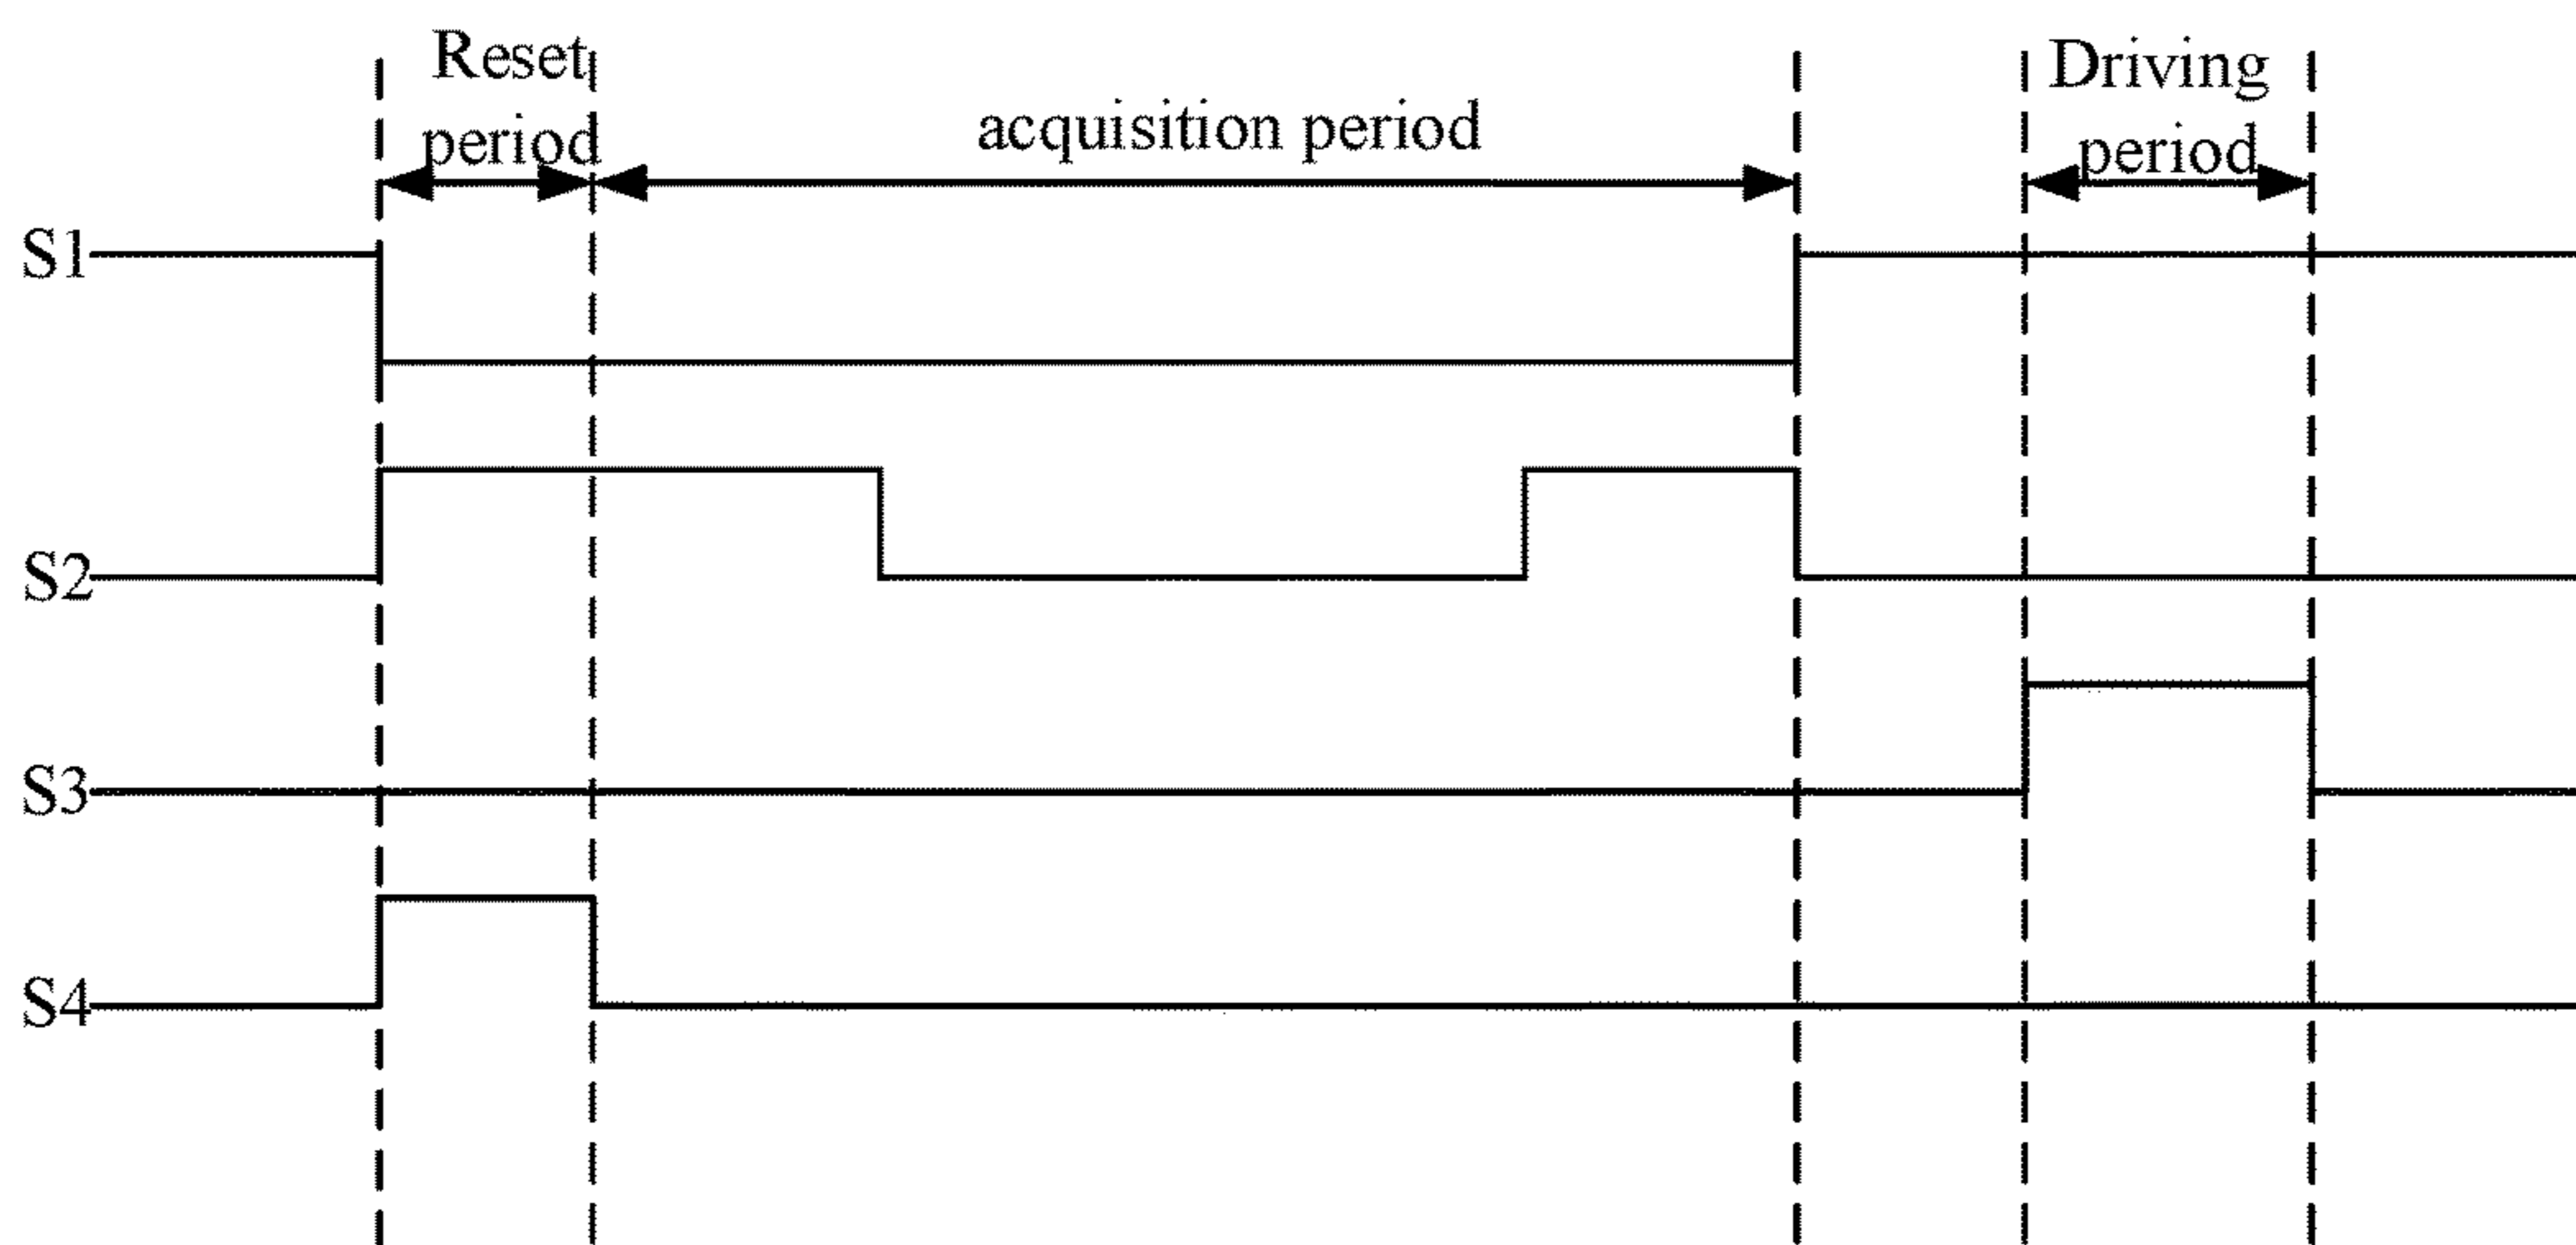 Reset
period
acquisition period
Driving
period
S1
S2
S3
S4